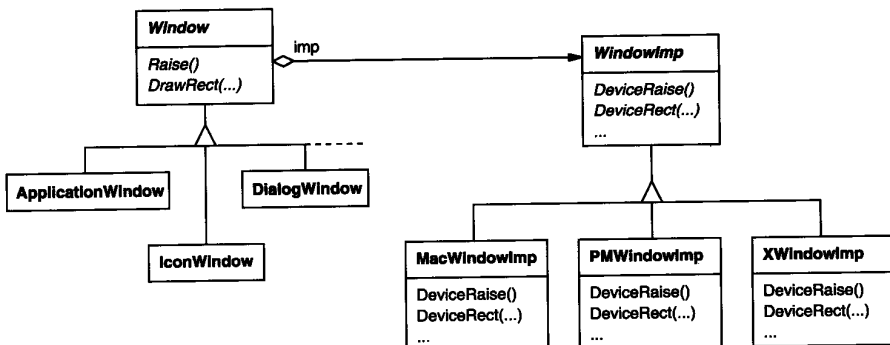 Window
Raise()
DrawRect(...)
imp
WindowImp
DeviceRaise()
DeviceRect(...)
...
ApplicationWindow
DialogWindow
IconWindow
MacWindowImp
DeviceRaise()
DeviceRect(...)
...
PMWindowImp
DeviceRaise()
DeviceRect(...)
...
XWindowImp
DeviceRaise()
DeviceRect(...)
...